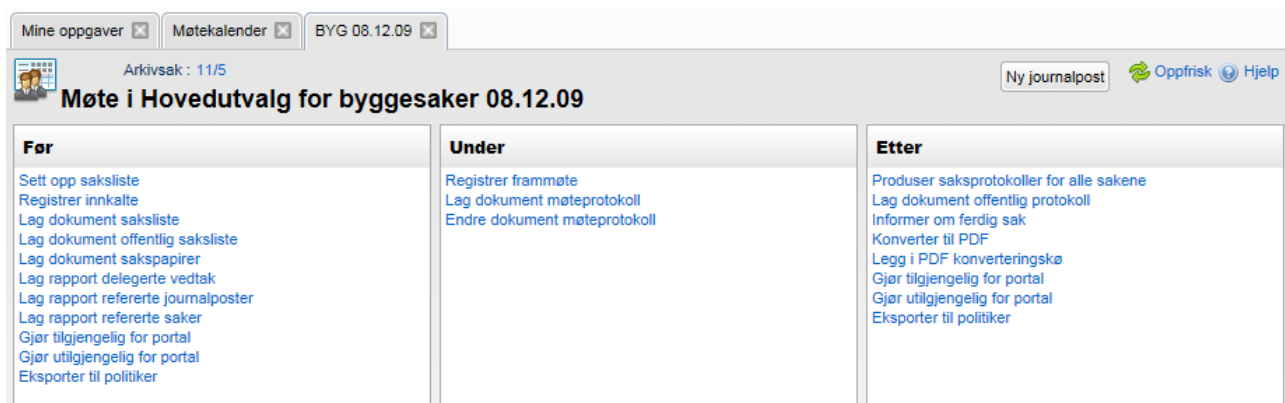 Mine oppgaver Møtekalender BYG 08.12.09
Arkivsak : 11/5
Ny journalpost Oppfrisk Hjelp
Møte i Hovedutvalg for byggesaker 08.12.09
Før
Sett opp saksliste
Registrer innkalte
Lag dokument saksliste
Lag dokument offentlig saksliste
Lag dokument sakspapirer
Lag rapport delegerte vedtak
Lag rapport refererte journalposter
Lag rapport refererte saker
Gjør tilgjengelig for portal
Gjør utilgjengelig for portal
Eksporter til politiker
Under
Registrer frammøte
Lag dokument møteprotokoll
Endre dokument møteprotokoll
Etter
Produser saksprotokoller for alle sakene
Lag dokument offentlig protokoll
Informer om ferdig sak
Konverter til PDF
Legg i PDF konverteringskø
Gjør tilgjengelig for portal
Gjør utilgjengelig for portal
Eksporter til politiker